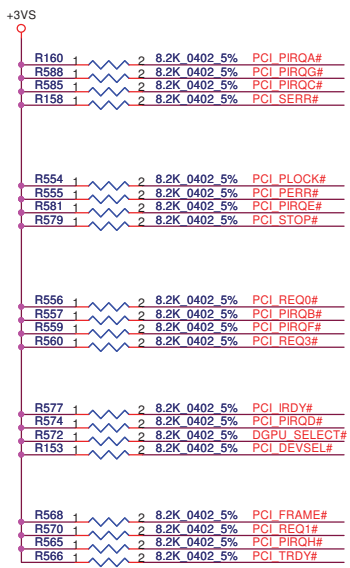 +3VS
R160 1 2 8.2K_0402_5% PCI_PIRQA#
R588 1 2 8.2K_0402_5% PCI_PIRQG#
R585 1 2 8.2K_0402_5% PCI_PIRQC#
R158 1 2 8.2K_0402_5% PCI_SERR#
R554 1 2 8.2K_0402_5% PCI_PLOCK#
R555 1 2 8.2K_0402_5% PCI_PERR#
R581 1 2 8.2K_0402_5% PCI_PIRQE#
R579 1 2 8.2K_0402_5% PCI_STOP#
R556 1 2 8.2K_0402_5% PCI_REQ0#
R557 1 2 8.2K_0402_5% PCI_PIRQB#
R559 1 2 8.2K_0402_5% PCI_PIRQF#
R560 1 2 8.2K_0402_5% PCI_REQ3#
R577 1 2 8.2K_0402_5% PCI_IRDY#
R574 1 2 8.2K_0402_5% PCI_PIRQD#
R572 1 2 8.2K_0402_5% DGPU_SELECT#
R153 1 2 8.2K_0402_5% PCI_DEVSEL#
R568 1 2 8.2K_0402_5% PCI_FRAME#
R570 1 2 8.2K_0402_5% PCI_REQ1#
R565 1 2 8.2K_0402_5% PCI_PIRQH#
R566 1 2 8.2K_0402_5% PCI_TRDY#